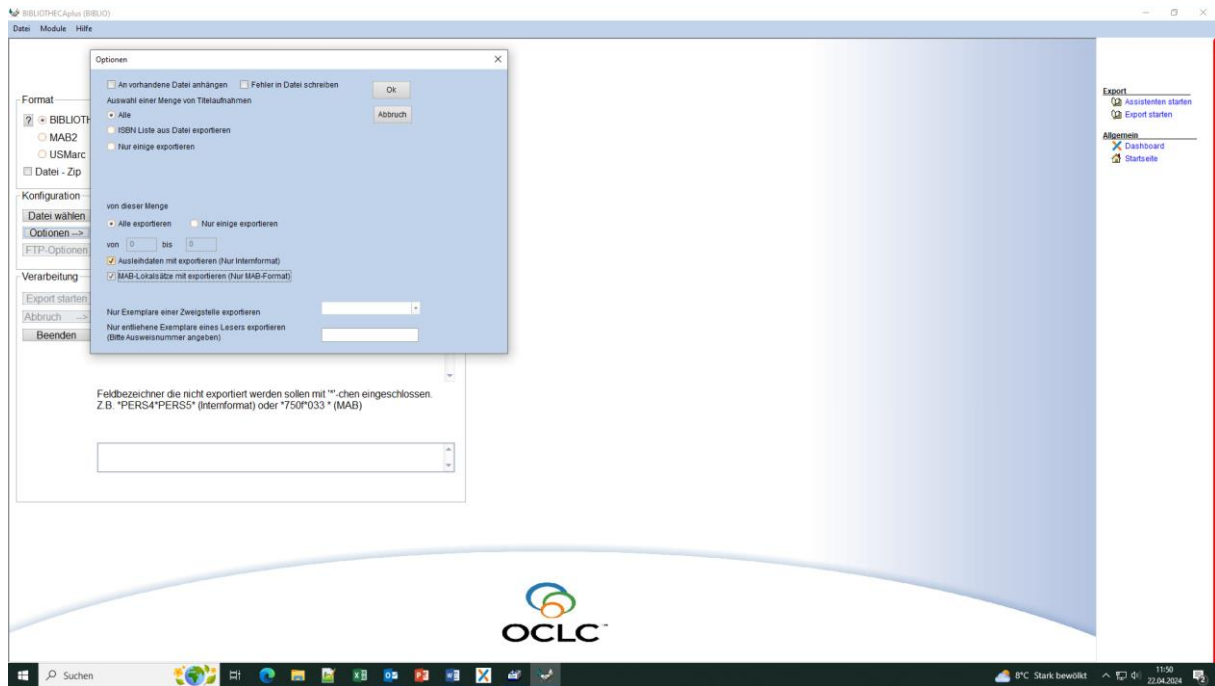 BIBLIOTHECAplus (BIBLIO)
Datei Module Hilfe
Optionen
An vorhandene Datei anhängen Fehler in Datei schreiben
Ok
Auswahl einer Menge von Titelaufnahmen
Alle
Abbruch
ISBN Liste aus Datei exportieren
Nur einige exportieren
von dieser Menge
Alle exportieren Nur einige exportieren
von 0 bis 0
Ausleihdaten mit exportieren (Nur Internformat)
MAB-Lokalsätze mit exportieren (Nur MAB-Format)
Nur Exemplare einer Zweigstelle exportieren
Nur entliehene Exemplare eines Lesers exportieren
(Bitte Ausweisnummer angeben)
Format
? BIBLIOTH
MAB2
USMarc
Datei - Zip
Konfiguration
Datei wählen
Optionen -->
FTP-Optionen
Verarbeitung
Export starten
Abbruch -->
Beenden
Feldbezeichner die nicht exportiert werden sollen mit '*'-chen eingeschlossen.
Z.B. *PERS4*PERS5* (Internformat) oder *750f*033 * (MAB)
Export
Assistenten starten
Export starten
Allgemein
Dashboard
Startseite
OCLC™
Suchen
8°C Stark bewölkt
11:50
22.04.2024
2